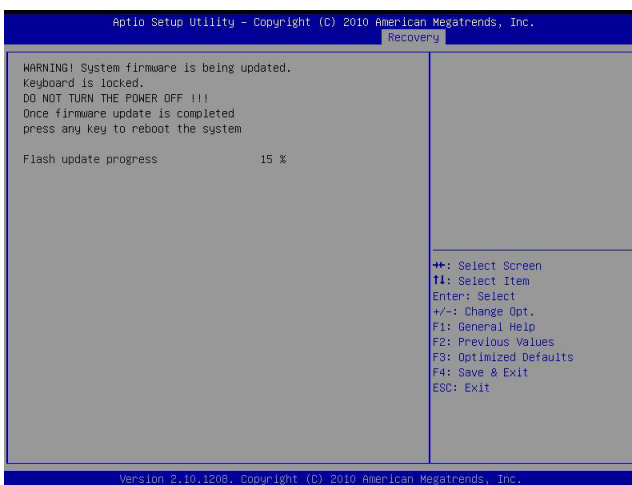 Aptio Setup Utility – Copyright (C) 2010 American Megatrends, Inc.
Recovery
WARNING! System firmware is being updated.
Keyboard is locked.
DO NOT TURN THE POWER OFF !!!
Once firmware update is completed
press any key to reboot the system
Flash update progress 15 %
→←: Select Screen
↑↓: Select Item
Enter: Select
+/-: Change Opt.
F1: General Help
F2: Previous Values
F3: Optimized Defaults
F4: Save & Exit
ESC: Exit
Version 2.10.1208. Copyright (C) 2010 American Megatrends, Inc.